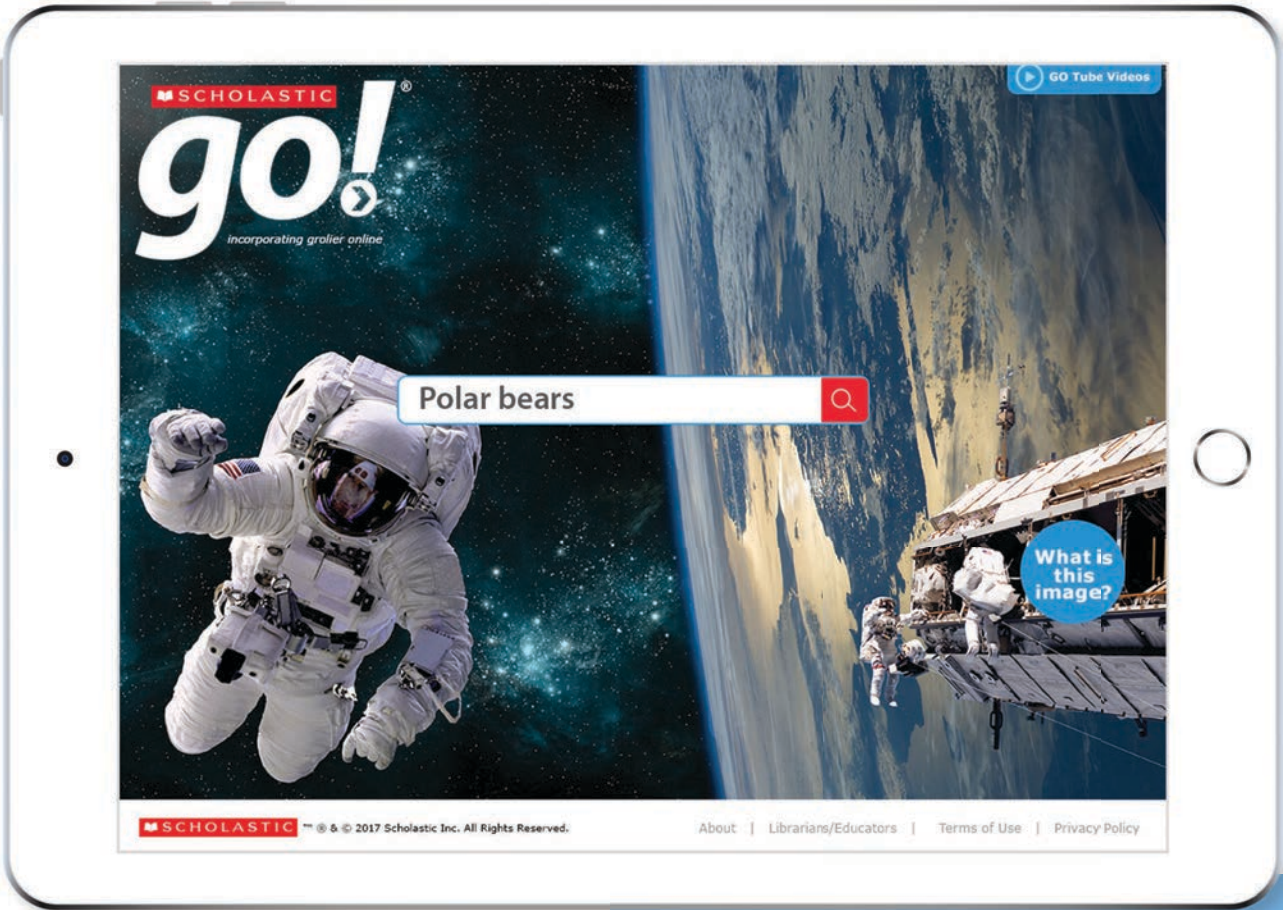 SCHOLASTIC
go!®
incorporating grolier online
GO Tube Videos
Polar bears
What is
this
image?
SCHOLASTIC ™ ® & © 2017 Scholastic Inc. All Rights Reserved.
About | Librarians/Educators | Terms of Use | Privacy Policy